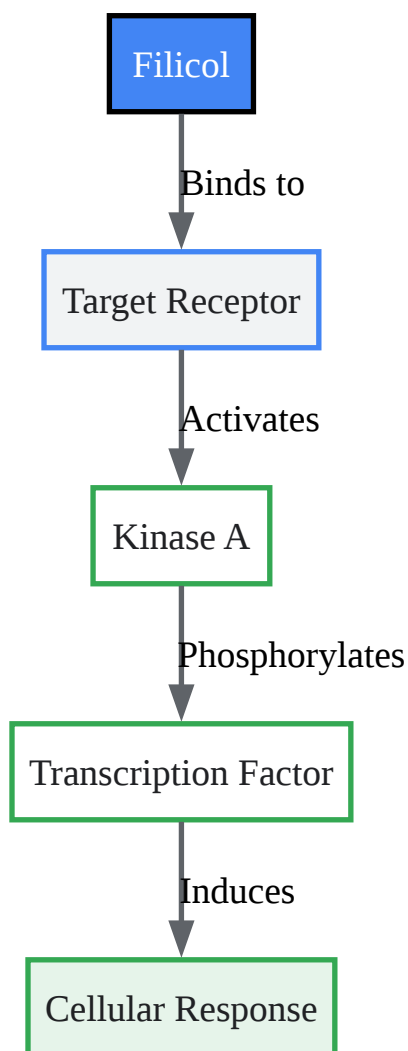 Filicol
Binds to
Target Receptor
Activates
Kinase A
Phosphorylates
Transcription Factor
Induces
Cellular Response